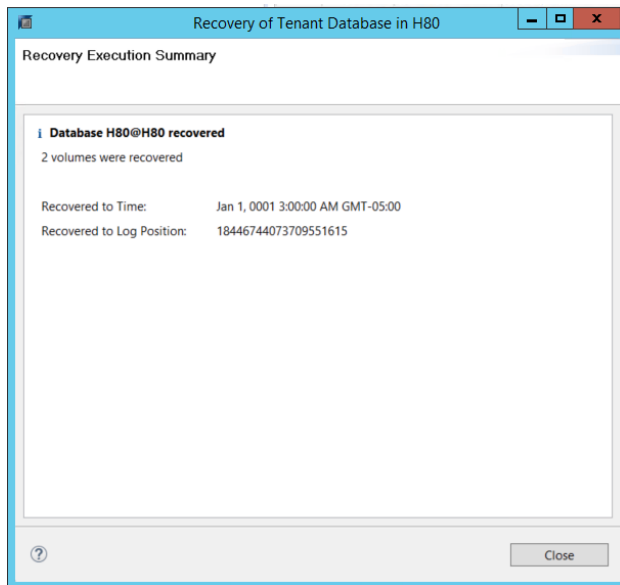 Recovery of Tenant Database in H80
Recovery Execution Summary
Database H80@H80 recovered
2 volumes were recovered
Recovered to Time: Jan 1, 0001 3:00:00 AM GMT-05:00
Recovered to Log Position: 18446744073709551615
Close